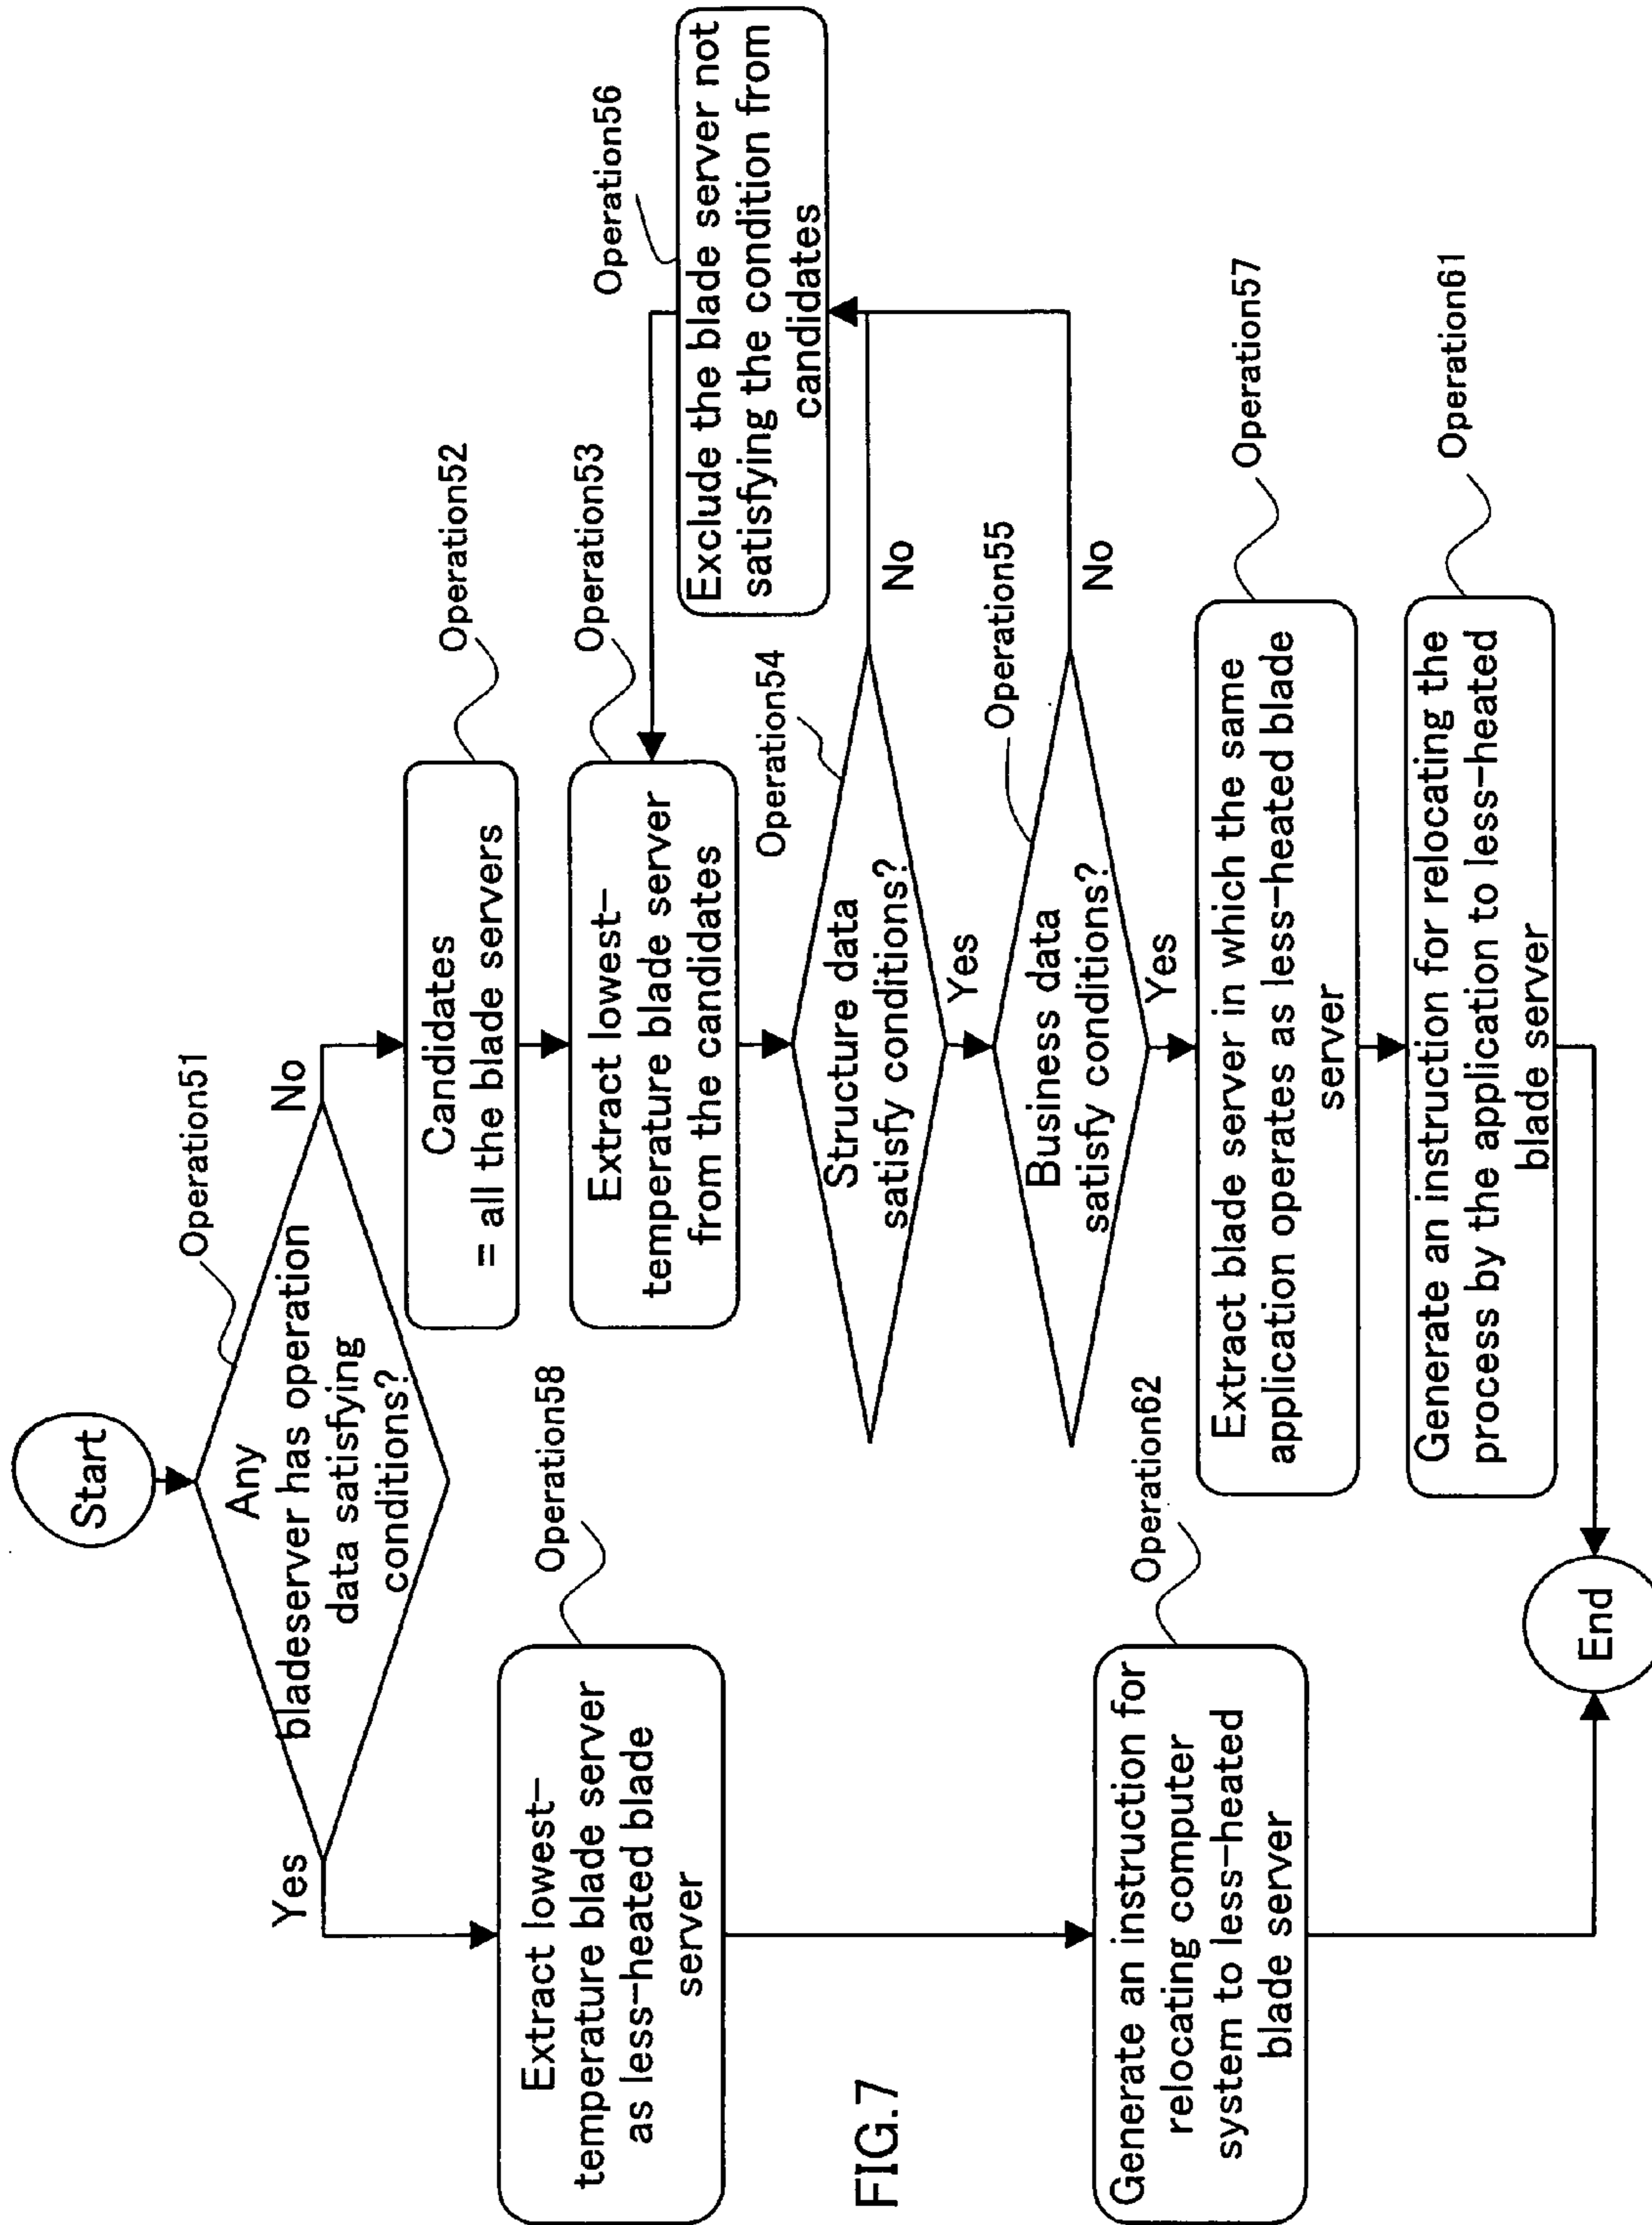 Start
Operation51
Any
bladeserver has operation
data satisfying
conditions?
Yes
No
Operation58
Extract lowest-
temperature blade server
as less-heated blade
server
Operation62
Generate an instruction for
relocating computer
system to less-heated
blade server
Operation52
Candidates
= all the blade servers
Operation53
Extract lowest-
temperature blade server
from the candidates
Operation54
Structure data
satisfy conditions?
No
Yes
Operation56
Exclude the blade server not
satisfying the condition from
candidates
Operation55
Business data
satisfy conditions?
No
Yes
Operation57
Extract blade server in which the same
application operates as less-heated blade
server
Operation61
Generate an instruction for relocating the
process by the application to less-heated
blade server
End
FIG.7